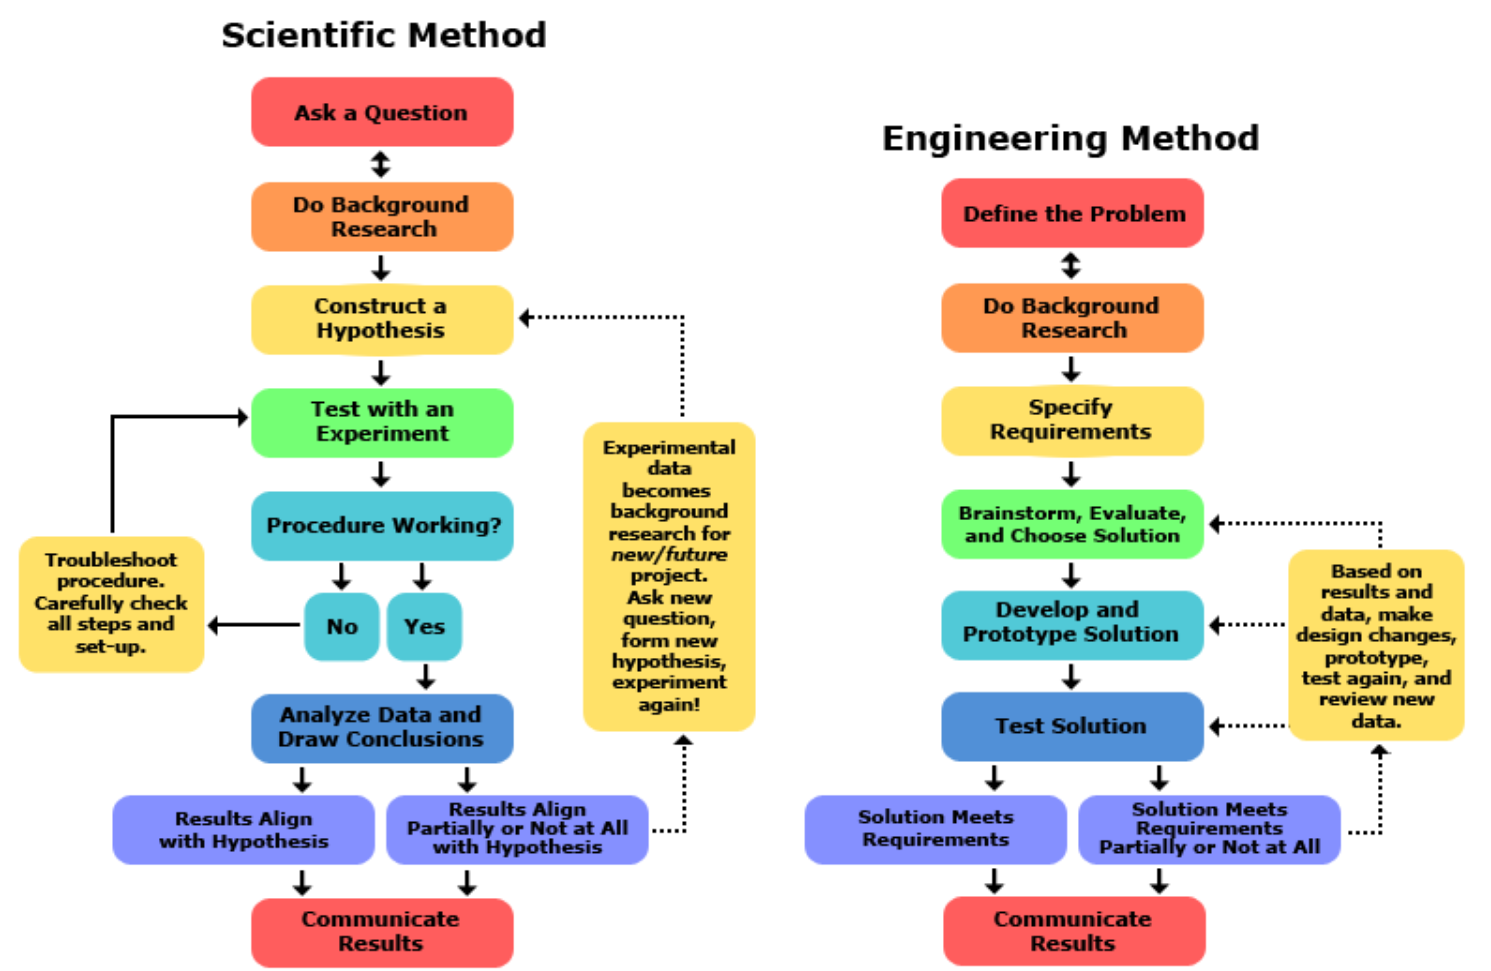 Scientific Method
Ask a Question
Do Background
Research
Construct a
Hypothesis
Test with an
Experiment
Procedure Working?
No
Yes
Troubleshoot
procedure.
Carefully check
all steps and
set-up.
Analyze Data and
Draw Conclusions
Results Align
with Hypothesis
Results Align
Partially or Not at All
with Hypothesis
Communicate
Results
Experimental
data
becomes
background
research for
new/future
project.
Ask new
question,
form new
hypothesis,
experiment
again!
Engineering Method
Define the Problem
Do Background
Research
Specify
Requirements
Brainstorm, Evaluate,
and Choose Solution
Develop and
Prototype Solution
Test Solution
Solution Meets
Requirements
Solution Meets
Requirements
Partially or Not at All
Communicate
Results
Based on
results and
data, make
design changes,
prototype,
test again, and
review new
data.